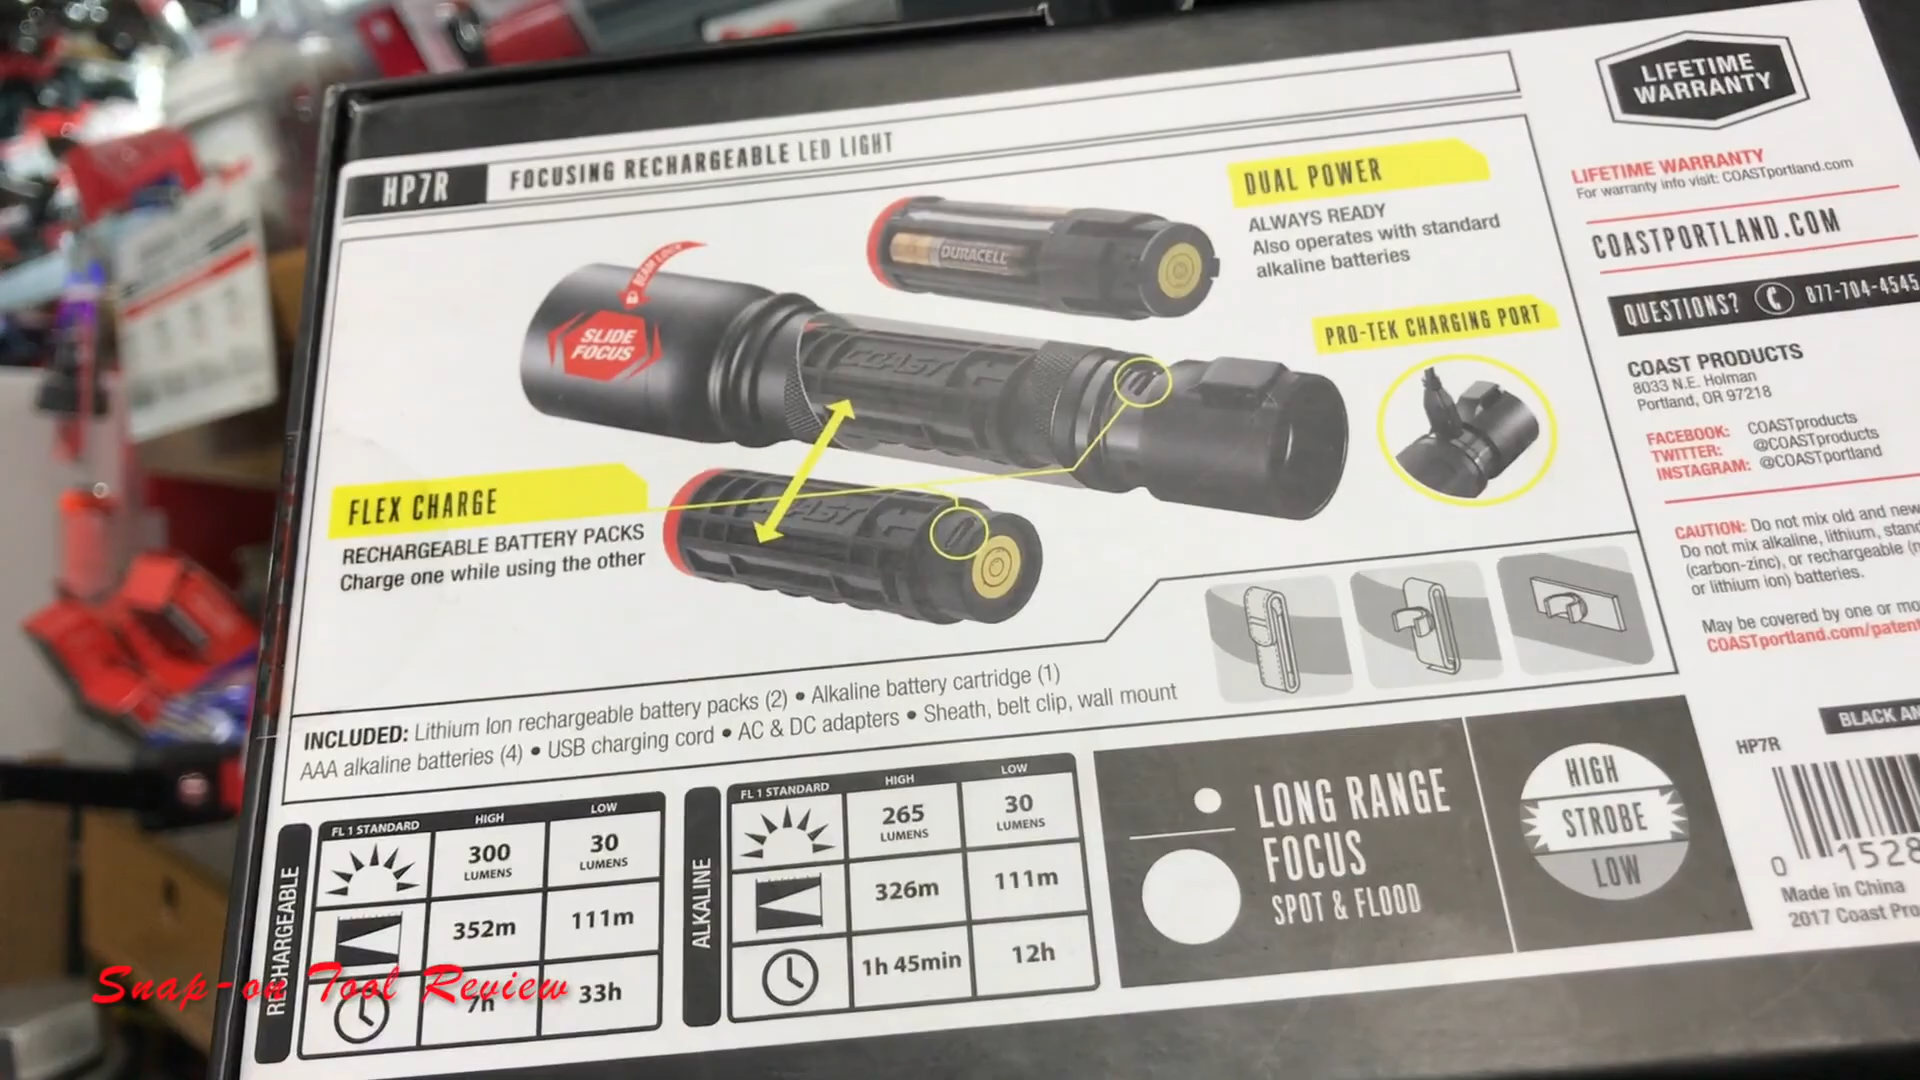 LIFETIME
WARRANTY
HP7R
FOCUSING RECHARGEABLE LED LIGHT
DUAL POWER
ALWAYS READY
Also operates with standard
alkaline batteries
DURACELL
BEAM LOCK
SLIDE
FOCUS
COAST
PRO-TEK CHARGING PORT
FLEX CHARGE
RECHARGEABLE BATTERY PACKS
Charge one while using the other
COAST
INCLUDED: Lithium Ion rechargeable battery packs (2) • Alkaline battery cartridge (1)
AAA alkaline batteries (4) • USB charging cord • AC & DC adapters • Sheath, belt clip, wall mount
RECHARGEABLE
FL 1 STANDARD HIGH LOW
300 LUMENS 30 LUMENS
352m 111m
7h 33h
ALKALINE
FL 1 STANDARD HIGH LOW
265 LUMENS 30 LUMENS
326m 111m
1h 45min 12h
LONG RANGE
FOCUS
SPOT & FLOOD
HIGH
STROBE
LOW
LIFETIME WARRANTY
For warranty info visit: COASTportland.com
COASTPORTLAND.COM
QUESTIONS? 877-704-4545
COAST PRODUCTS
8033 N.E. Holman
Portland, OR 97218
FACEBOOK: COASTproducts
TWITTER: @COASTproducts
INSTAGRAM: @COASTportland
CAUTION: Do not mix old and new
Do not mix alkaline, lithium,
(carbon-zinc), or rechargeable
or lithium ion) batteries.
May be covered by one or
COASTportland.com/
BLACK
HP7R
0 1528
Made in China
2017 Coast
Snap-on Tool Review